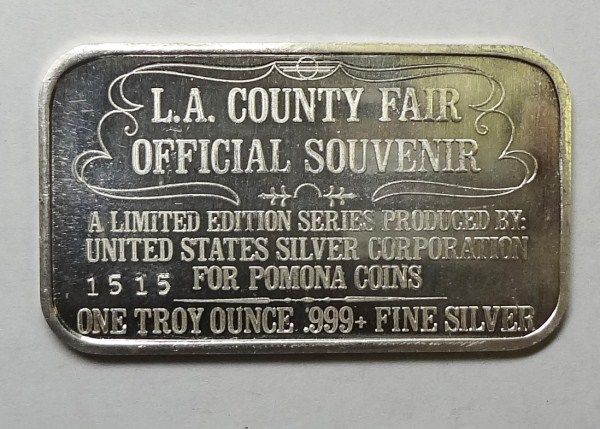 L.A. COUNTY FAIR
OFFICIAL SOUVENIR
A LIMITED EDITION SERIES PRODUCED BY:
UNITED STATES SILVER CORPORATION
1515 FOR POMONA COINS
ONE TROY OUNCE .999+ FINE SILVER